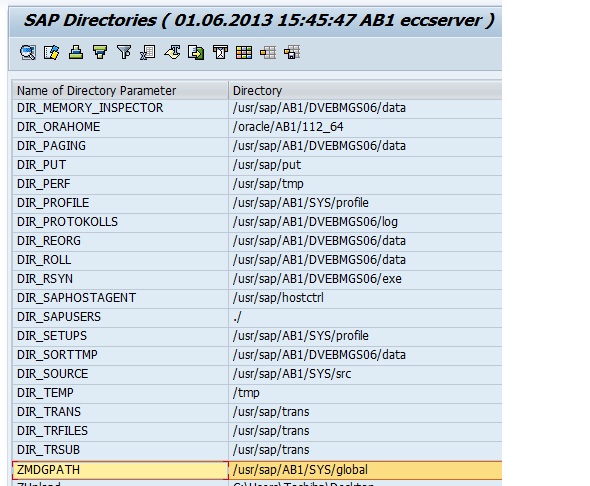 SAP Directories ( 01.06.2013 15:45:47 AB1 eccserver )
Name of Directory Parameter Directory
DIR_MEMORY_INSPECTOR /usr/sap/AB1/DVEBMGS06/data
DIR_ORAHOME /oracle/AB1/112_64
DIR_PAGING /usr/sap/AB1/DVEBMGS06/data
DIR_PUT /usr/sap/put
DIR_PERF /usr/sap/tmp
DIR_PROFILE /usr/sap/AB1/SYS/profile
DIR_PROTOKOLLS /usr/sap/AB1/DVEBMGS06/log
DIR_REORG /usr/sap/AB1/DVEBMGS06/data
DIR_ROLL /usr/sap/AB1/DVEBMGS06/data
DIR_RSYN /usr/sap/AB1/DVEBMGS06/exe
DIR_SAPHOSTAGENT /usr/sap/hostctrl
DIR_SAPUSERS ./
DIR_SETUPS /usr/sap/AB1/SYS/profile
DIR_SORTTMP /usr/sap/AB1/DVEBMGS06/data
DIR_SOURCE /usr/sap/AB1/SYS/src
DIR_TEMP /tmp
DIR_TRANS /usr/sap/trans
DIR_TRFILES /usr/sap/trans
DIR_TRSUB /usr/sap/trans
ZMDGPATH /usr/sap/AB1/SYS/global